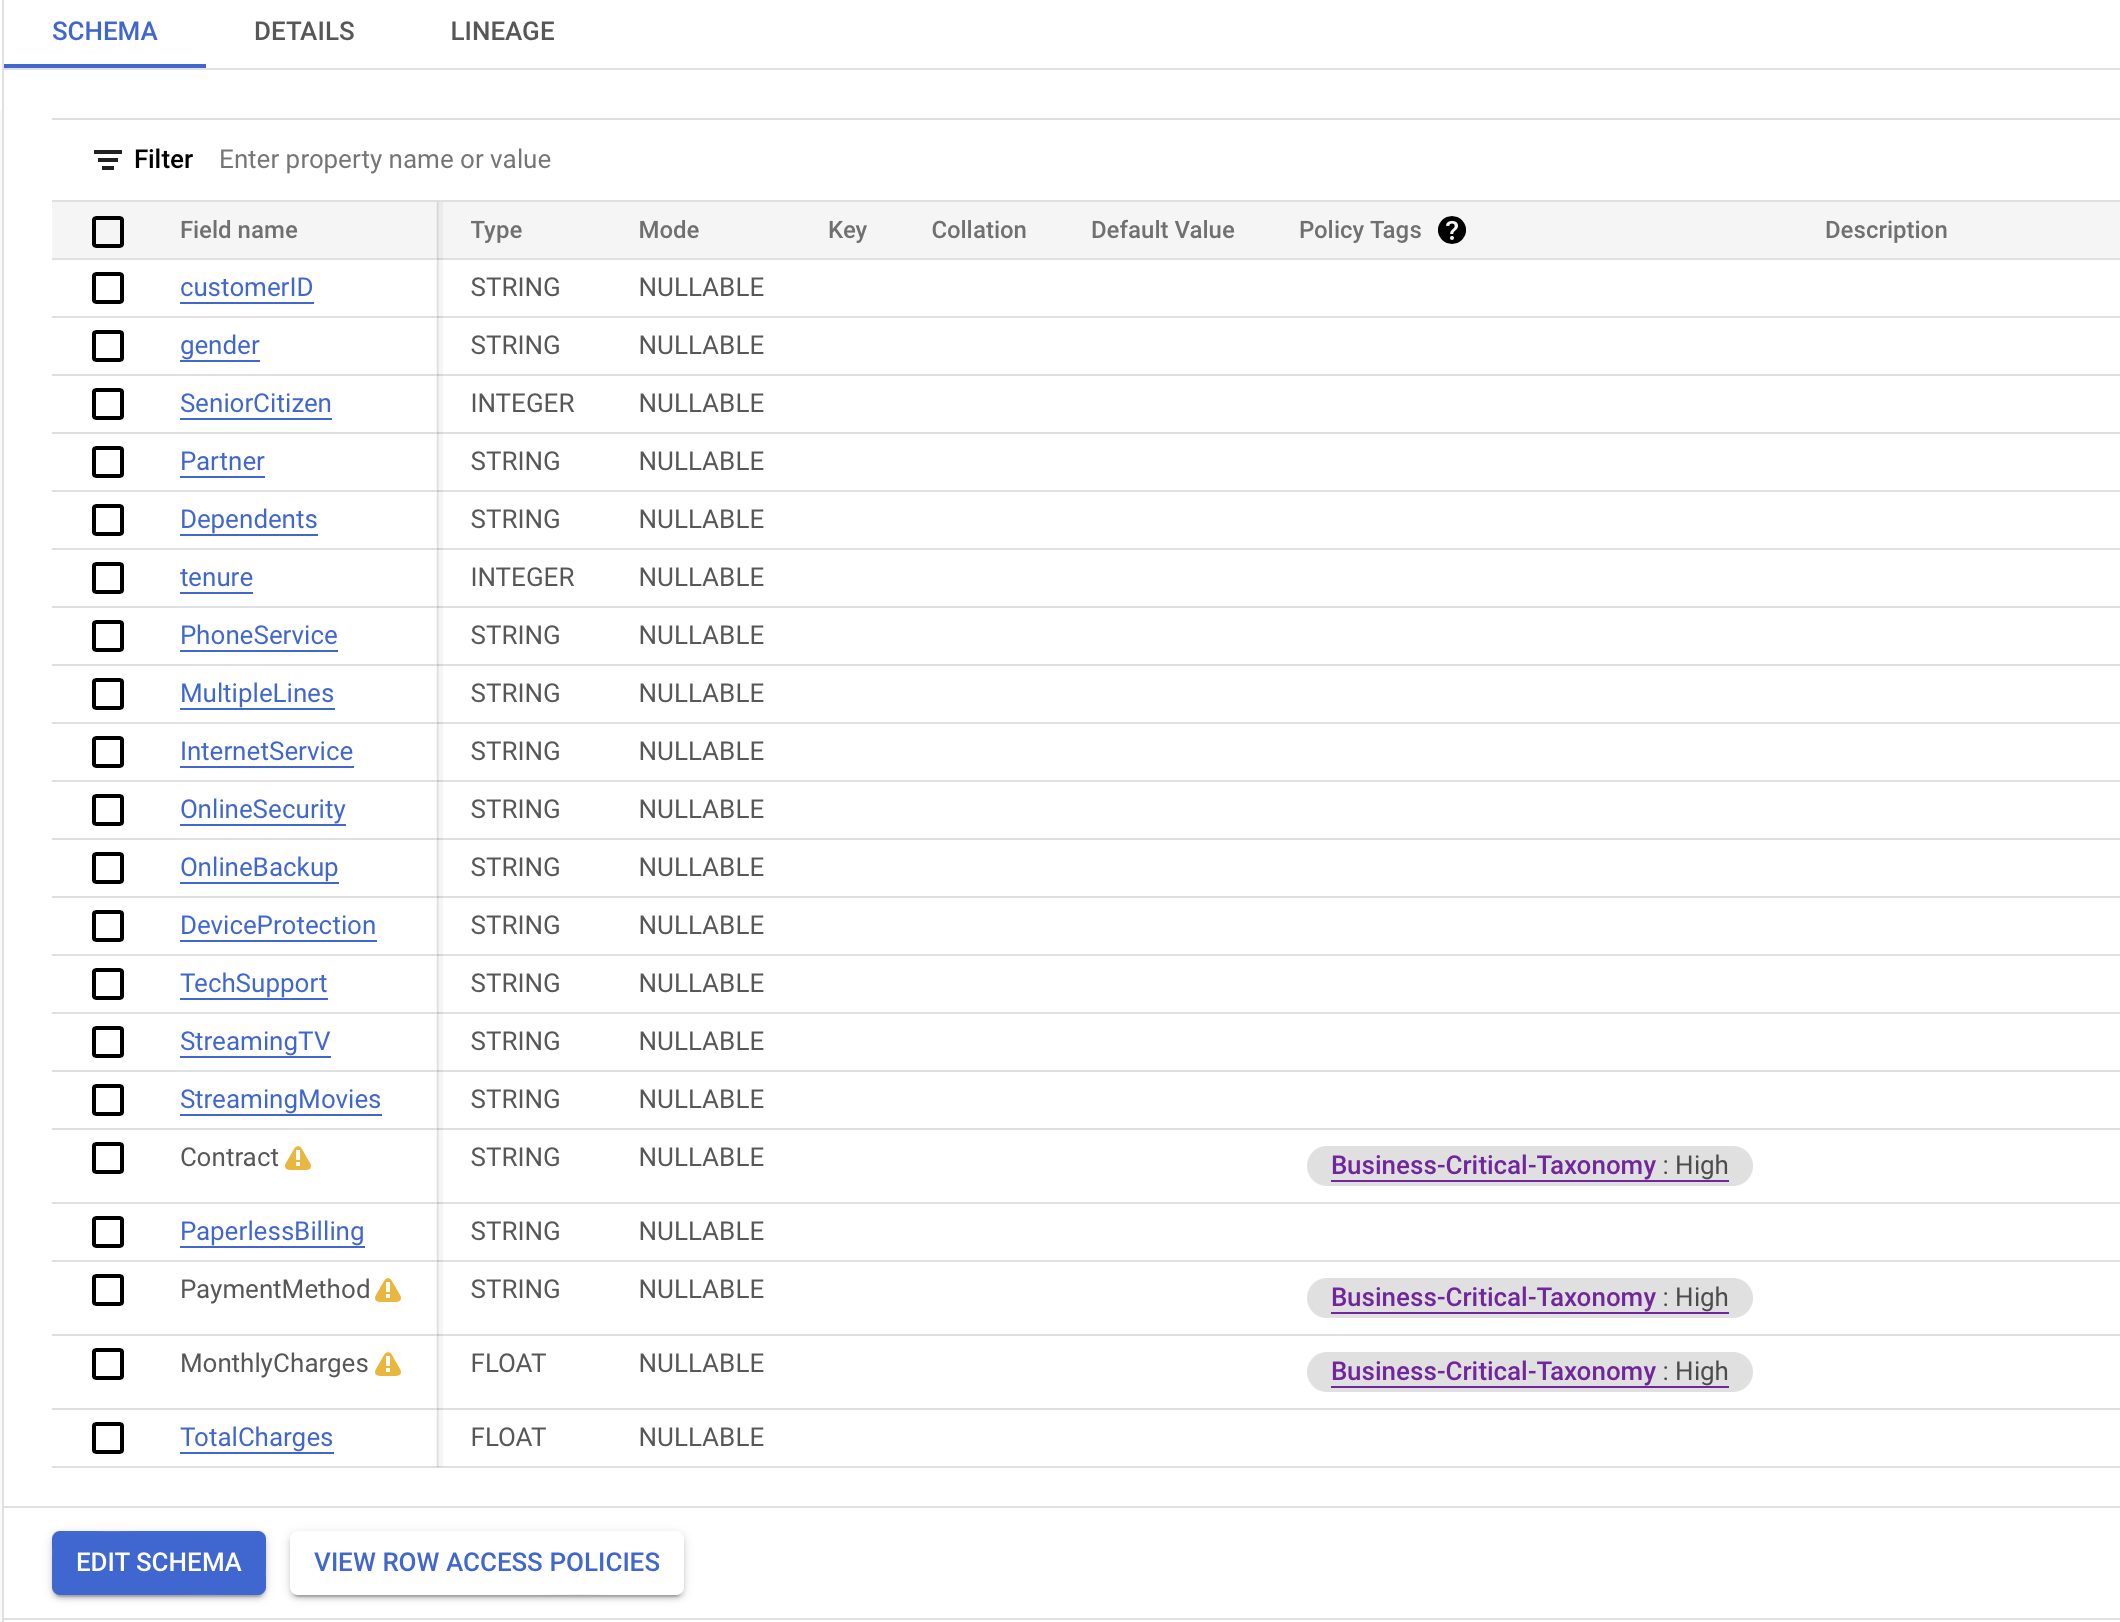 SCHEMA DETAILS LINEAGE
Filter Enter property name or value
Field name Type Mode Key Collation Default Value Policy Tags ? Description
customerID STRING NULLABLE
gender STRING NULLABLE
SeniorCitizen INTEGER NULLABLE
Partner STRING NULLABLE
Dependents STRING NULLABLE
tenure INTEGER NULLABLE
PhoneService STRING NULLABLE
MultipleLines STRING NULLABLE
InternetService STRING NULLABLE
OnlineSecurity STRING NULLABLE
OnlineBackup STRING NULLABLE
DeviceProtection STRING NULLABLE
TechSupport STRING NULLABLE
StreamingTV STRING NULLABLE
StreamingMovies STRING NULLABLE
Contract STRING NULLABLE Business-Critical-Taxonomy : High
PaperlessBilling STRING NULLABLE
PaymentMethod STRING NULLABLE Business-Critical-Taxonomy : High
MonthlyCharges FLOAT NULLABLE Business-Critical-Taxonomy : High
TotalCharges FLOAT NULLABLE
EDIT SCHEMA VIEW ROW ACCESS POLICIES